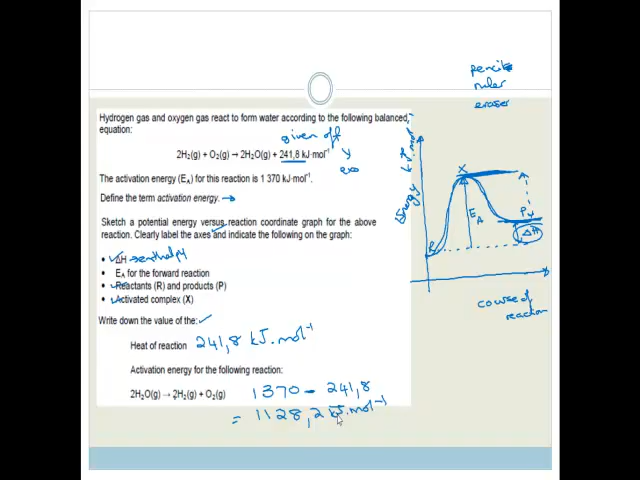 Hydrogen gas and oxygen gas react to form water according to the following balanced
equation:
given off
2H₂(g) + O₂(g) → 2H₂O(g) + 241,8 kJ·mol⁻¹
exo
The activation energy (EA) for this reaction is 1 370 kJ·mol⁻¹.
Define the term activation energy. →
Sketch a potential energy versus reaction coordinate graph for the above
reaction. Clearly label the axes and indicate the following on the graph:
• ΔH → enthalpy
• EA for the forward reaction
• Reactants (R) and products (P)
• Activated complex (X)
Write down the value of the:
Heat of reaction 241,8 kJ.mol⁻¹
Activation energy for the following reaction:
2H₂O(g) → 2H₂(g) + O₂(g) 1370 – 241,8
= 1128,2 kJ.mol⁻¹
pencil
ruler
eraser
Energy kJ.mol⁻¹
X
R
EA
P
ΔH
course of
reaction